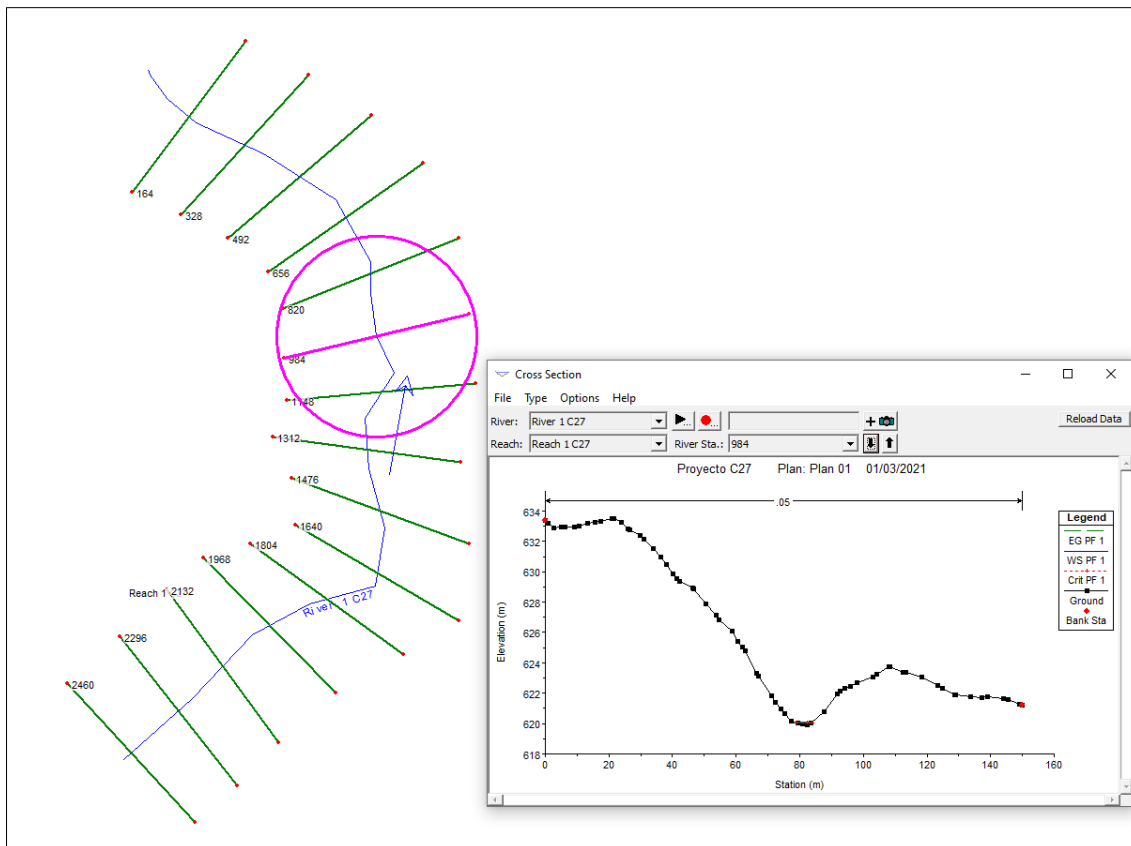 164
328
492
656
820
984
1148
1312
1476
1640
1804
1968
Reach 1 2132
River 1 C27
2296
2460
Cross Section
File Type Options Help
River: River 1 C27 Reload Data
Reach: Reach 1 C27 River Sta.: 984
Proyecto C27 Plan: Plan 01 01/03/2021
.05
634
632
630
628
626
624
622
620
618
Elevation (m)
0 20 40 60 80 100 120 140 160
Station (m)
Legend
EG PF 1
WS PF 1
Crit PF 1
Ground
Bank Sta